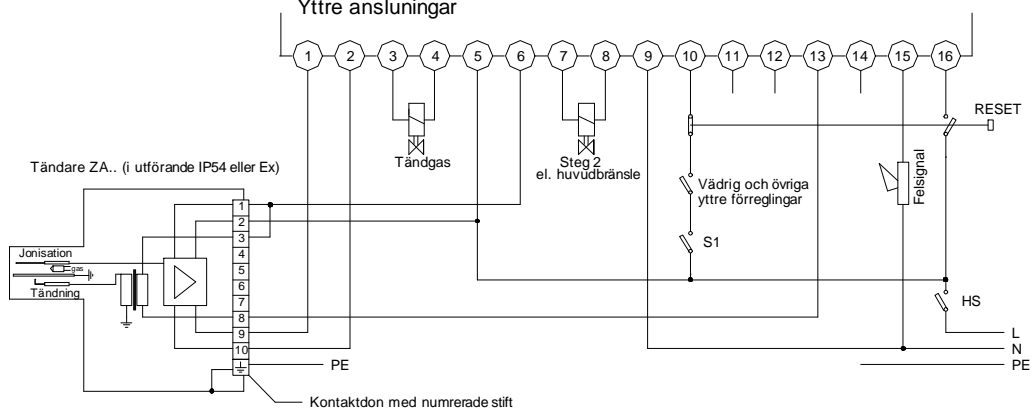 Yttre anslutningar
1 2 3 4 5 6 7 8 9 10 11 12 13 14 15 16
RESET
Tändgas
Steg 2
el. huvudbränsle
Vädrig och övriga
yttre förreglingar
Felsignal
Tändare ZA.. (i utförande IP54 eller Ex)
S1
1
2
3
4
5
6
7
8
9
10
Jonisation
gas
Tändning
HS
L
N
PE
PE
Kontaktdon med numrerade stift